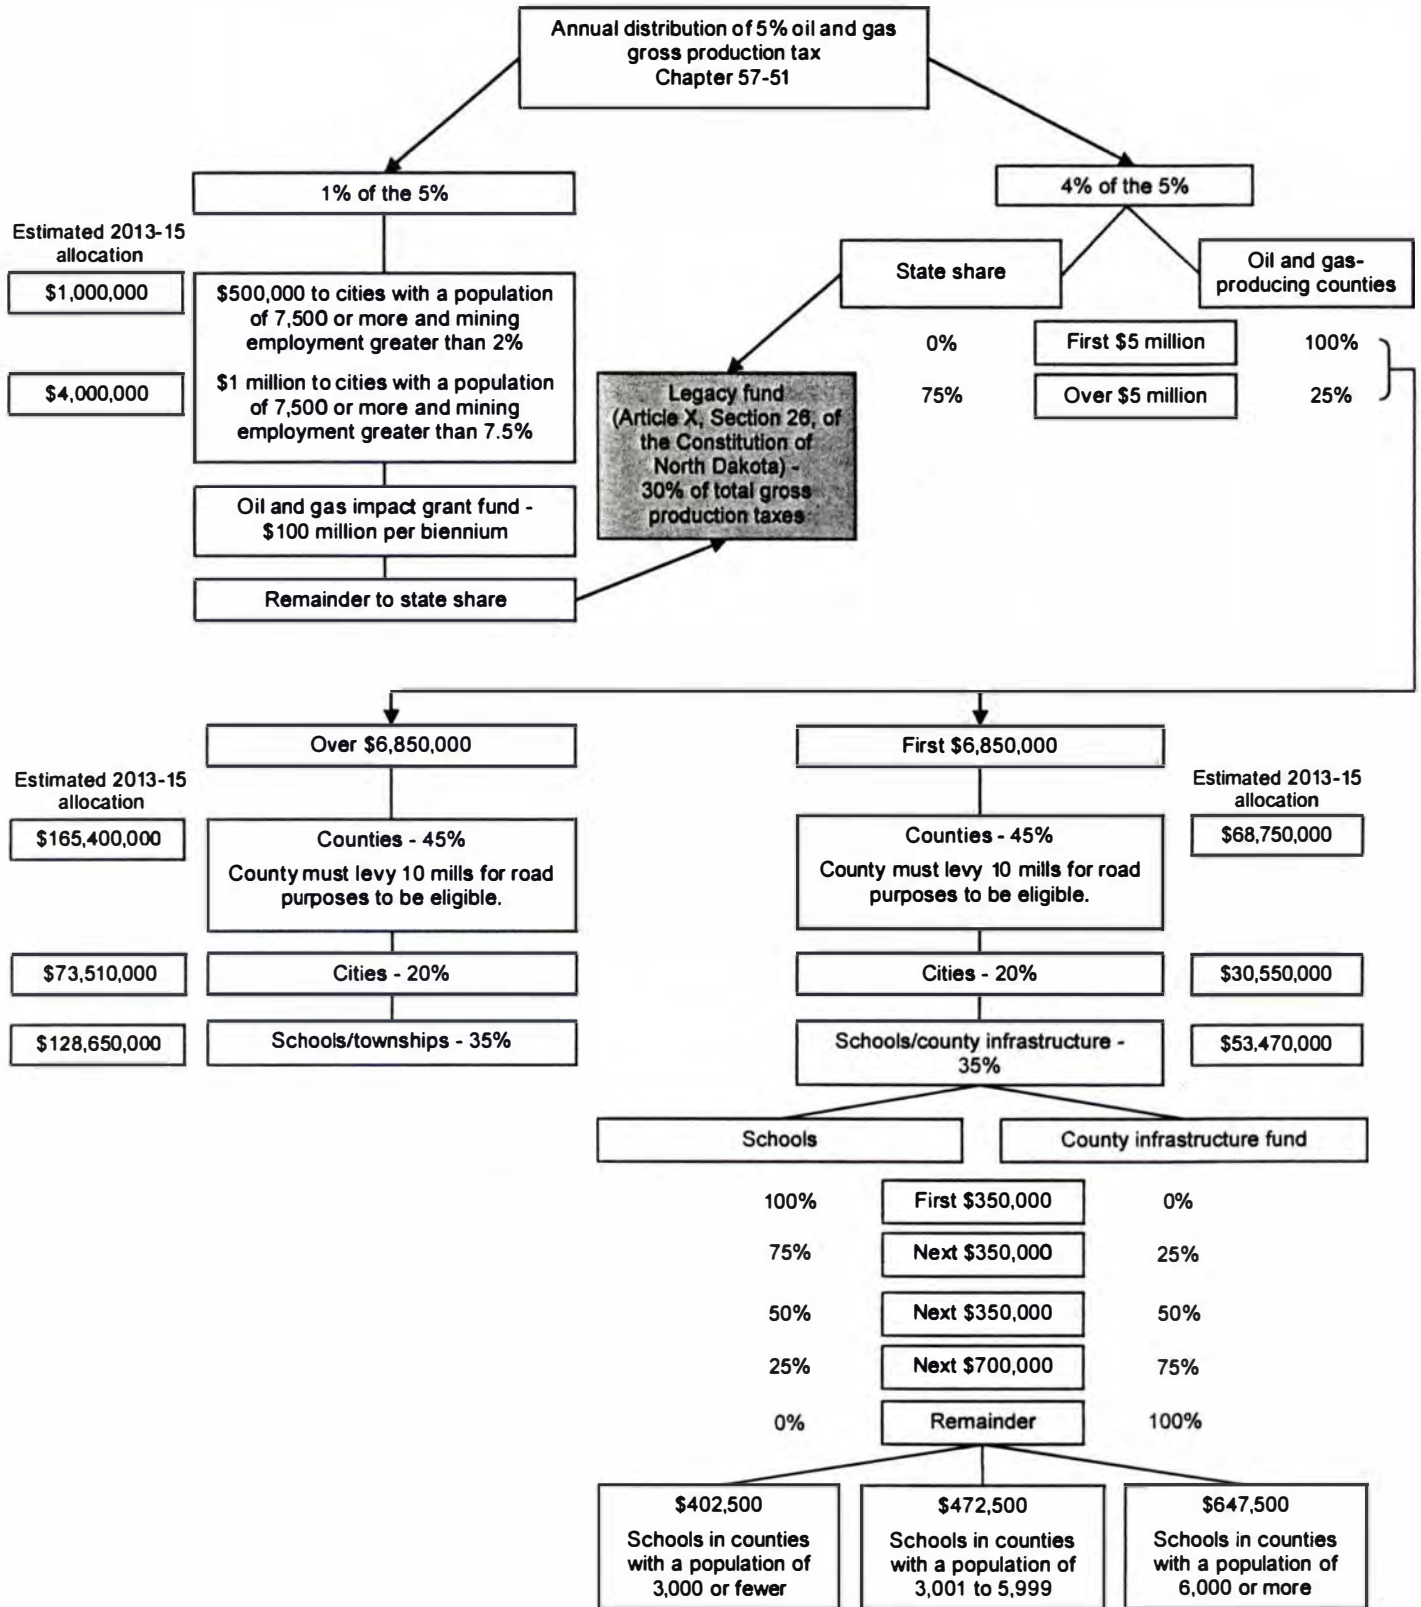 Annual distribution of 5% oil and gas
gross production tax
Chapter 57-51
1% of the 5%
4% of the 5%
Estimated 2013-15
allocation
$1,000,000
$500,000 to cities with a population
of 7,500 or more and mining
employment greater than 2%
$4,000,000
$1 million to cities with a population
of 7,500 or more and mining
employment greater than 7.5%
Oil and gas impact grant fund -
$100 million per biennium
Remainder to state share
State share
Oil and gas-
producing counties
0%
First $5 million
100%
75%
Over $5 million
25%
Legacy fund
(Article X, Section 26, of
the Constitution of
North Dakota) -
30% of total gross
production taxes
Over $6,850,000
Estimated 2013-15
allocation
$165,400,000
Counties - 45%
County must levy 10 mills for road
purposes to be eligible.
$73,510,000
Cities - 20%
$128,650,000
Schools/townships - 35%
First $6,850,000
Estimated 2013-15
allocation
Counties - 45%
$68,750,000
County must levy 10 mills for road
purposes to be eligible.
Cities - 20%
$30,550,000
Schools/county infrastructure -
35%
$53,470,000
Schools
County infrastructure fund
100%
First $350,000
0%
75%
Next $350,000
25%
50%
Next $350,000
50%
25%
Next $700,000
75%
0%
Remainder
100%
$402,500
Schools in counties
with a population of
3,000 or fewer
$472,500
Schools in counties
with a population of
3,001 to 5,999
$647,500
Schools in counties
with a population of
6,000 or more